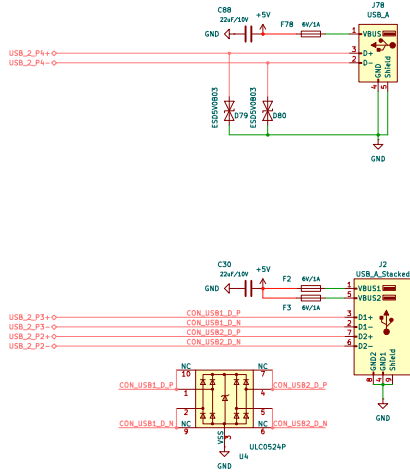 J78
USB_A
C88
22uF/10V
+5V
GND
F78
6V/1A
1
VBUS
USB_2_P4+
3
D+
USB_2_P4-
2
D-
GND
Shield
4
5
ESD5V0B03
D79
ESD5V0B03
D80
GND
J2
USB_A_Stacked
C30
22uF/10V
+5V
GND
F2
6V/1A
1
VBUS1
5
VBUS2
F3
6V/1A
USB_2_P3+
CON_USB1_D_P
3
D1+
USB_2_P3-
CON_USB1_D_N
2
D1-
USB_2_P2+
CON_USB2_D_P
7
D2+
USB_2_P2-
CON_USB2_D_N
6
D2-
GND2
GND1
Shield
8
4
9
GND
NC
NC
10
7
CON_USB1_D_P
1
4
CON_USB2_D_P
2
5
CON_USB1_D_N
9
6
CON_USB2_D_N
NC
NC
VSS
3
ULC0524P
U4
GND